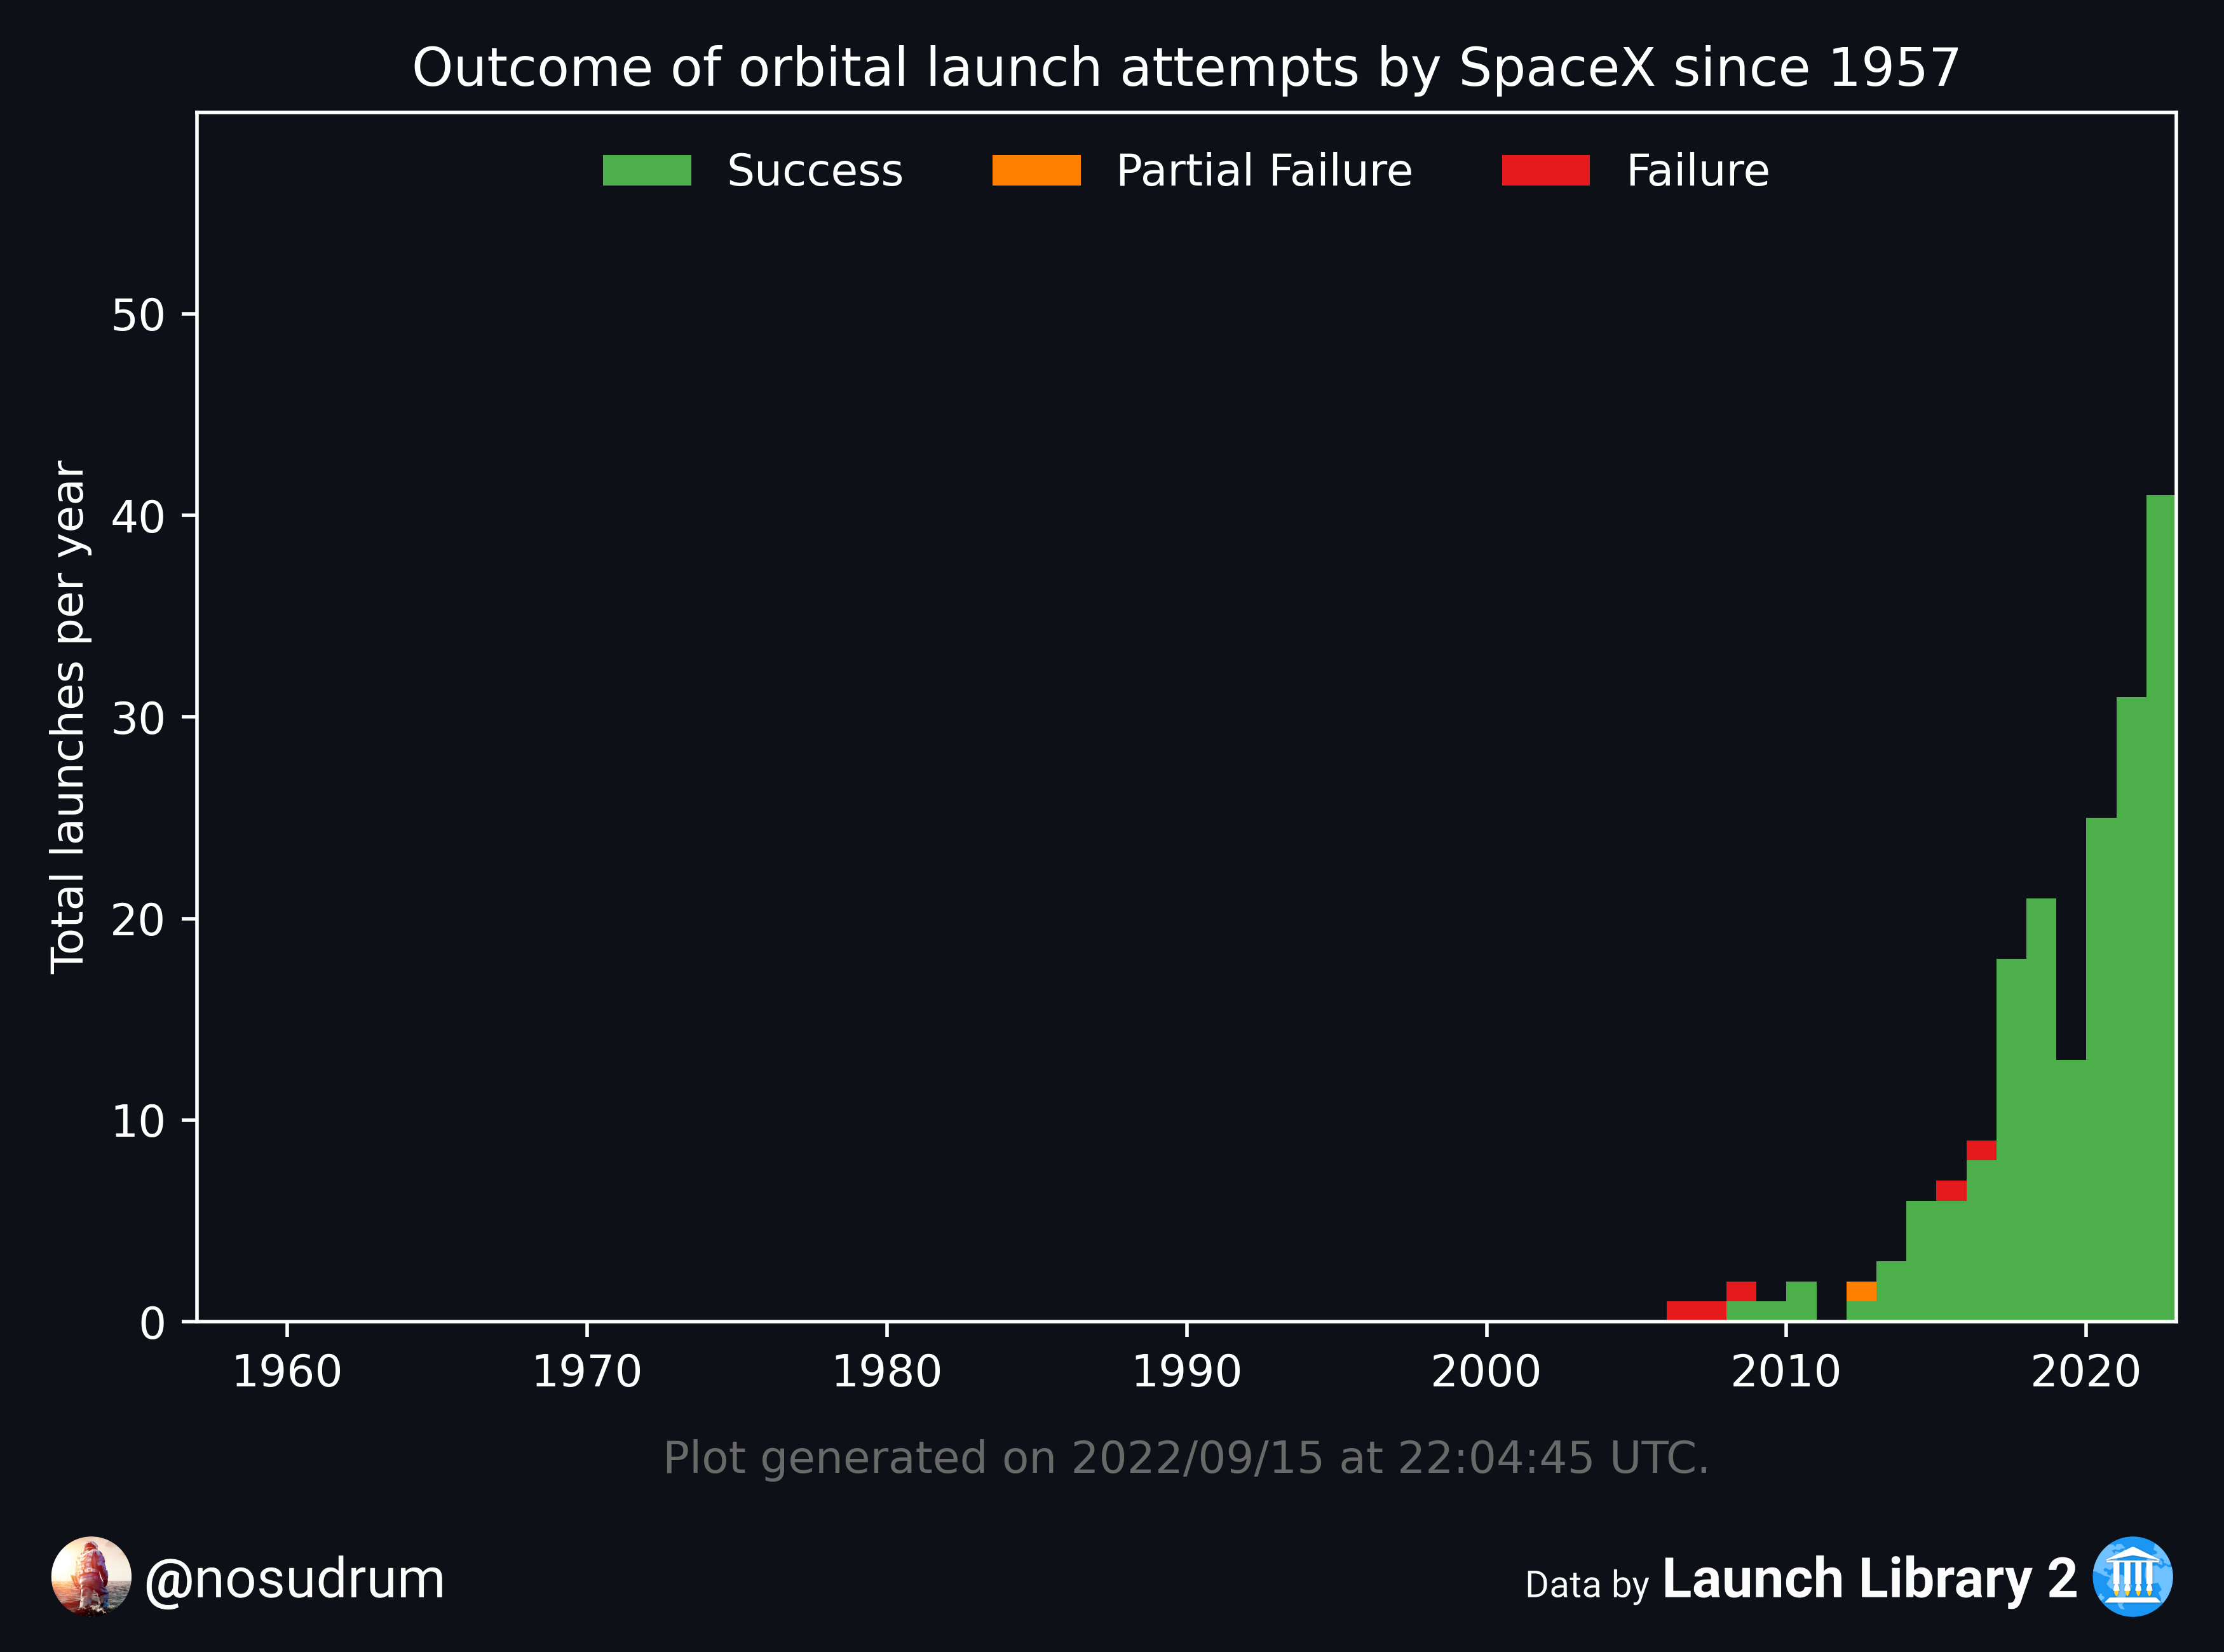 Outcome of orbital launch attempts by SpaceX since 1957
Success Partial Failure Failure
Total launches per year
50
40
30
20
10
0
1960 1970 1980 1990 2000 2010 2020
Plot generated on 2022/09/15 at 22:04:45 UTC.
@nosudrum
Data by Launch Library 2